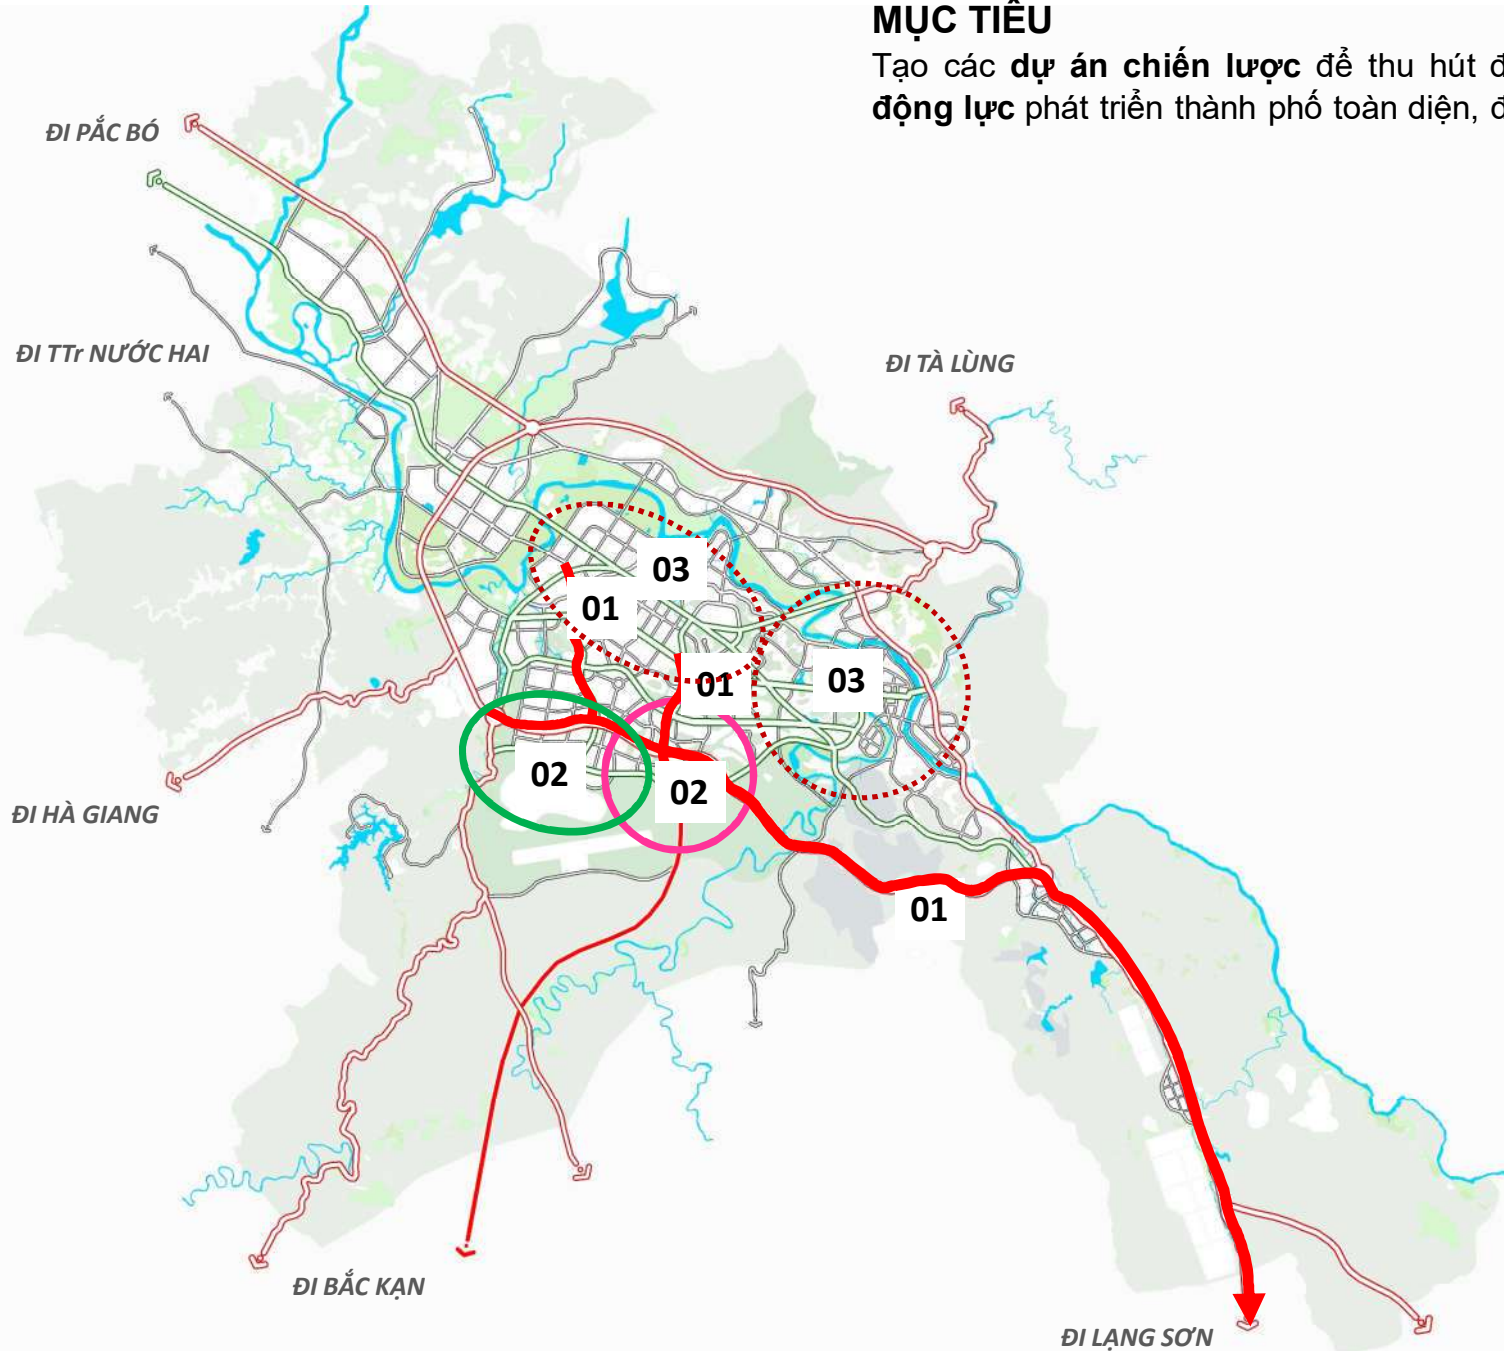 MỤC TIÊU
Tạo các dự án chiến lược để thu hút đ
động lực phát triển thành phố toàn diện, đ
ĐI PẮC BÓ
ĐI TTr NƯỚC HAI
ĐI TÀ LÙNG
03
01
01
03
02
02
ĐI HÀ GIANG
01
ĐI BẮC KẠN
ĐI LẠNG SƠN